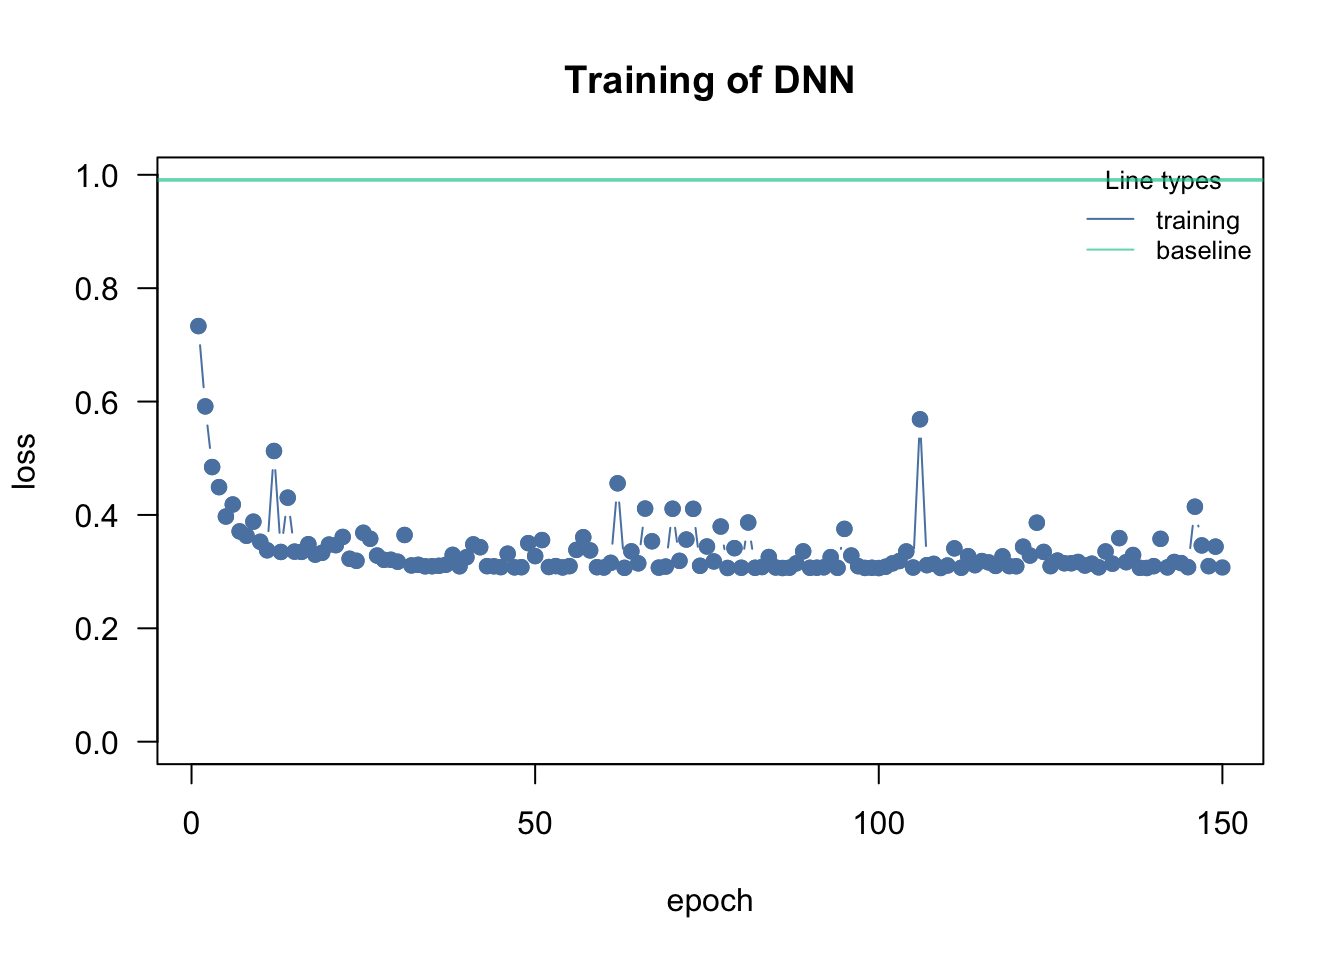 Training of DNN
1.0
0.8
0.6
0.4
0.2
0.0
loss
Line types
training
baseline
0 50 100 150
epoch